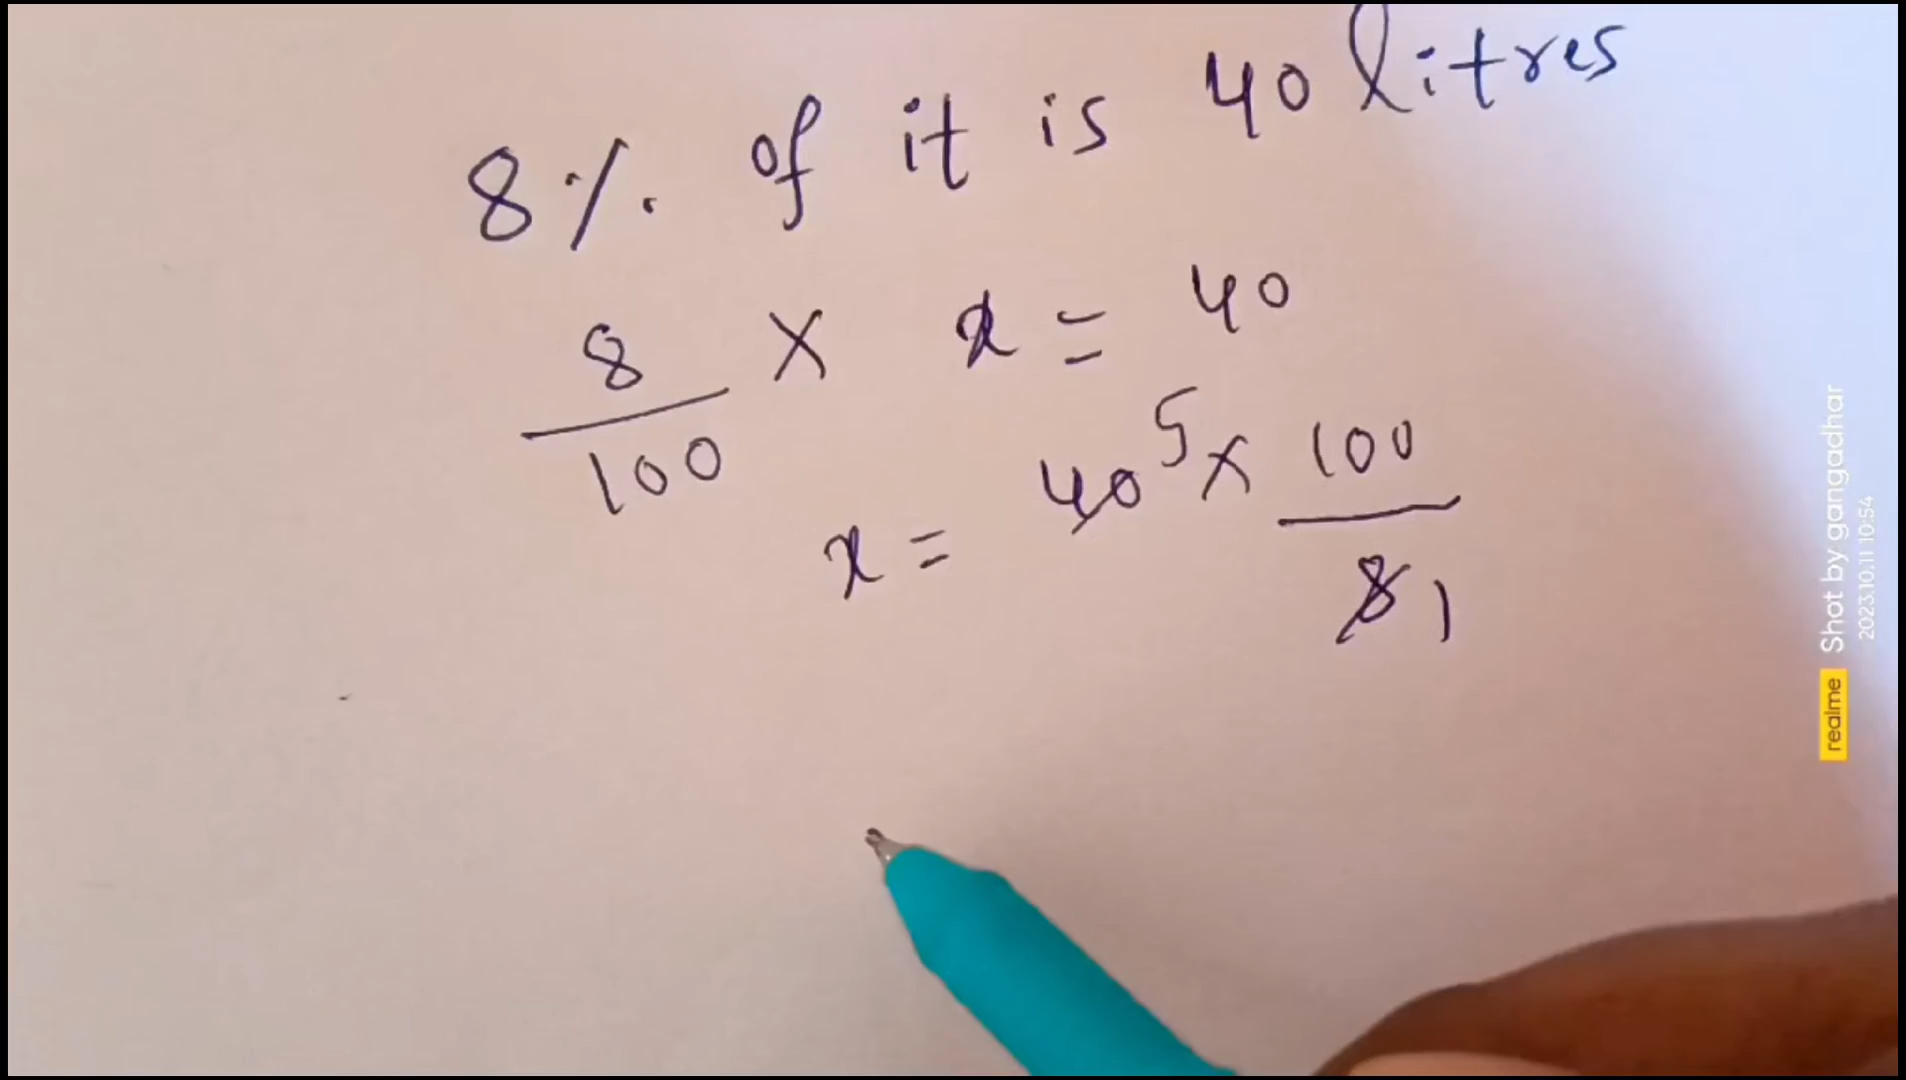 8% of it is 40 litres
8/100 × x = 40
x = 40 5 × 100/8 1
realme Shot by gangadhar
2023.10.11 10:54